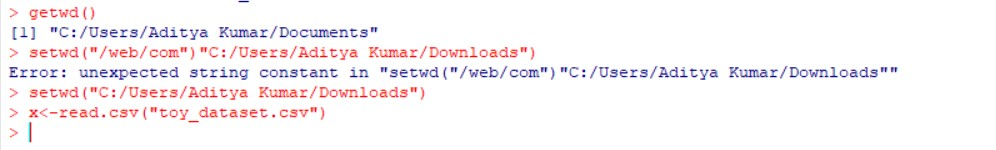 > getwd()
[1] "C:/Users/Aditya Kumar/Documents"
> setwd("/web/com")"C:/Users/Aditya Kumar/Downloads")
Error: unexpected string constant in "setwd("/web/com")"C:/Users/Aditya Kumar/Downloads""
> setwd("C:/Users/Aditya Kumar/Downloads")
> x<-read.csv("toy_dataset.csv")
>